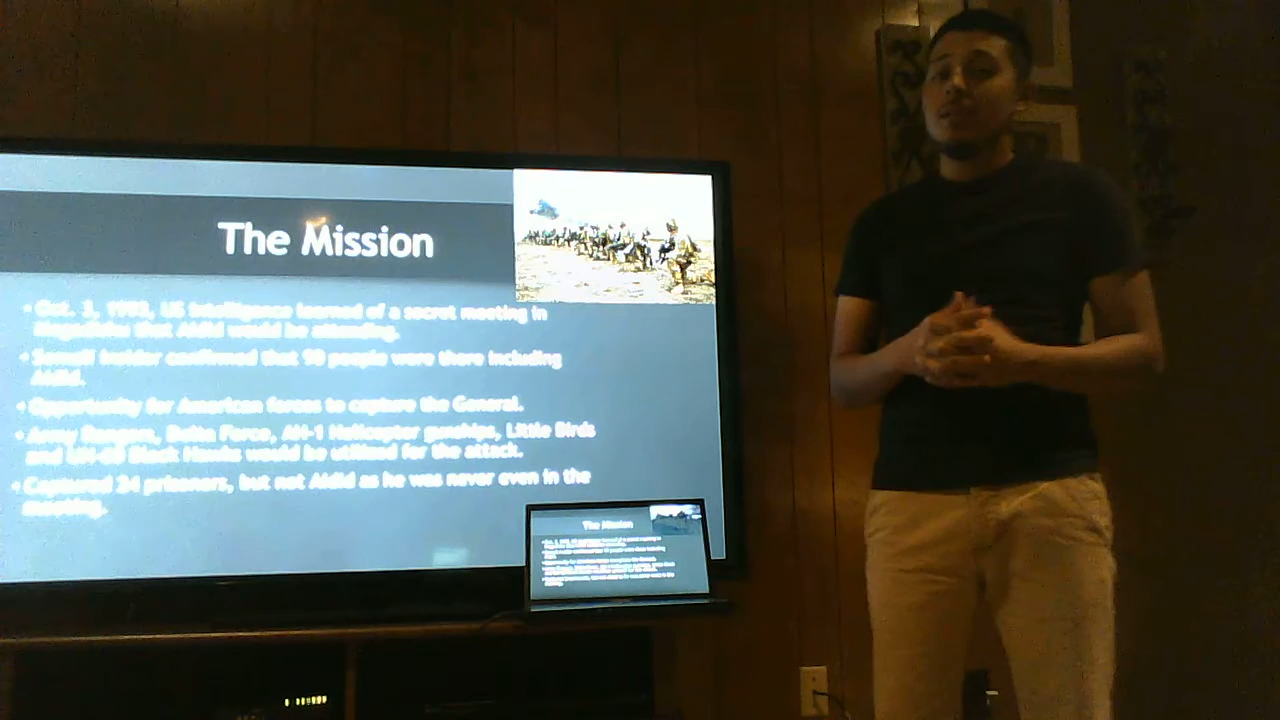 The Mission
• Oct. 3, 1993, US Intelligence learned of a secret meeting in
Mogadishu that Aidid would be attending.
• Somali insider confirmed that 90 people were there including
Aidid.
• Opportunity for American forces to capture the General.
• Army Rangers, Delta Force, AH-1 Helicopter gunships, Little Birds
and UH-60 Black Hawks would be utilized for the attack.
• Captured 24 prisoners, but not Aidid as he was never even in the
meeting.
The Mission